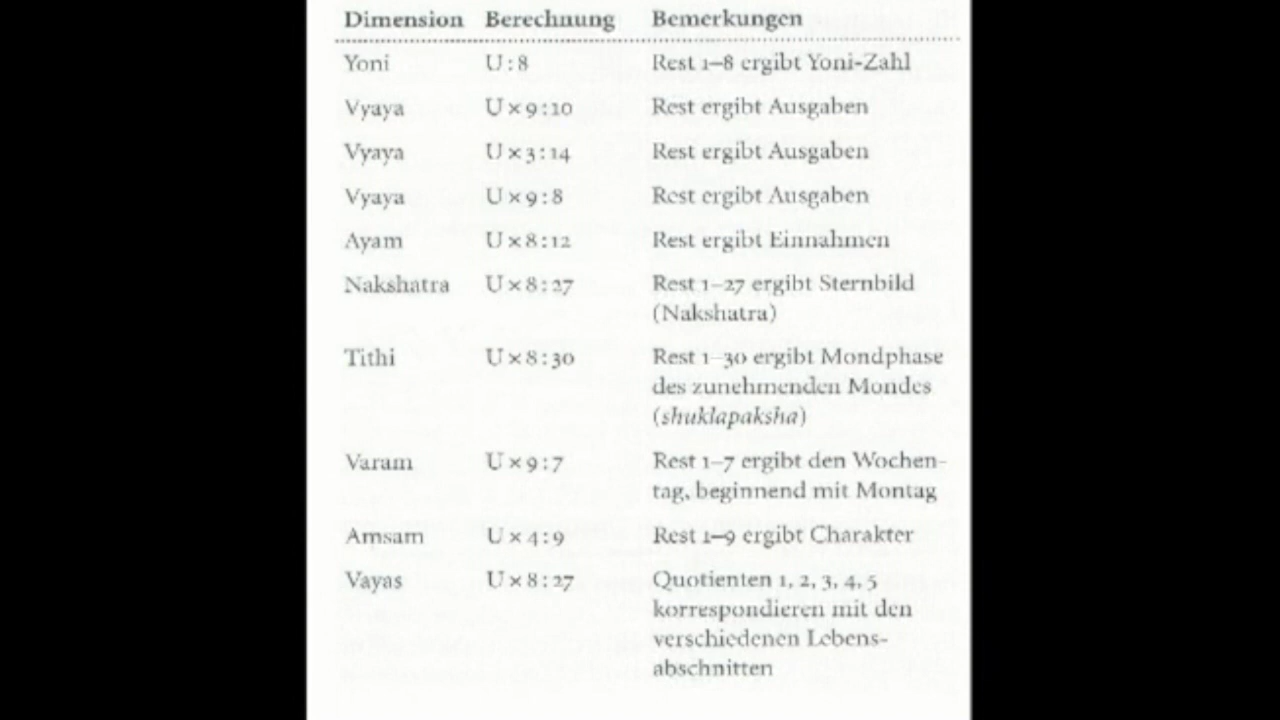 Dimension Berechnung Bemerkungen
Yoni U:8 Rest 1–8 ergibt Yoni-Zahl
Vyaya U×9:10 Rest ergibt Ausgaben
Vyaya U×3:14 Rest ergibt Ausgaben
Vyaya U×9:8 Rest ergibt Ausgaben
Ayam U×8:12 Rest ergibt Einnahmen
Nakshatra U×8:27 Rest 1–27 ergibt Sternbild
(Nakshatra)
Tithi U×8:30 Rest 1–30 ergibt Mondphase
des zunehmenden Mondes
(shuklapaksha)
Varam U×9:7 Rest 1–7 ergibt den Wochen-
tag, beginnend mit Montag
Amsam U×4:9 Rest 1–9 ergibt Charakter
Vayas U×8:27 Quotienten 1, 2, 3, 4, 5
korrespondieren mit den
verschiedenen Lebens-
abschnitten